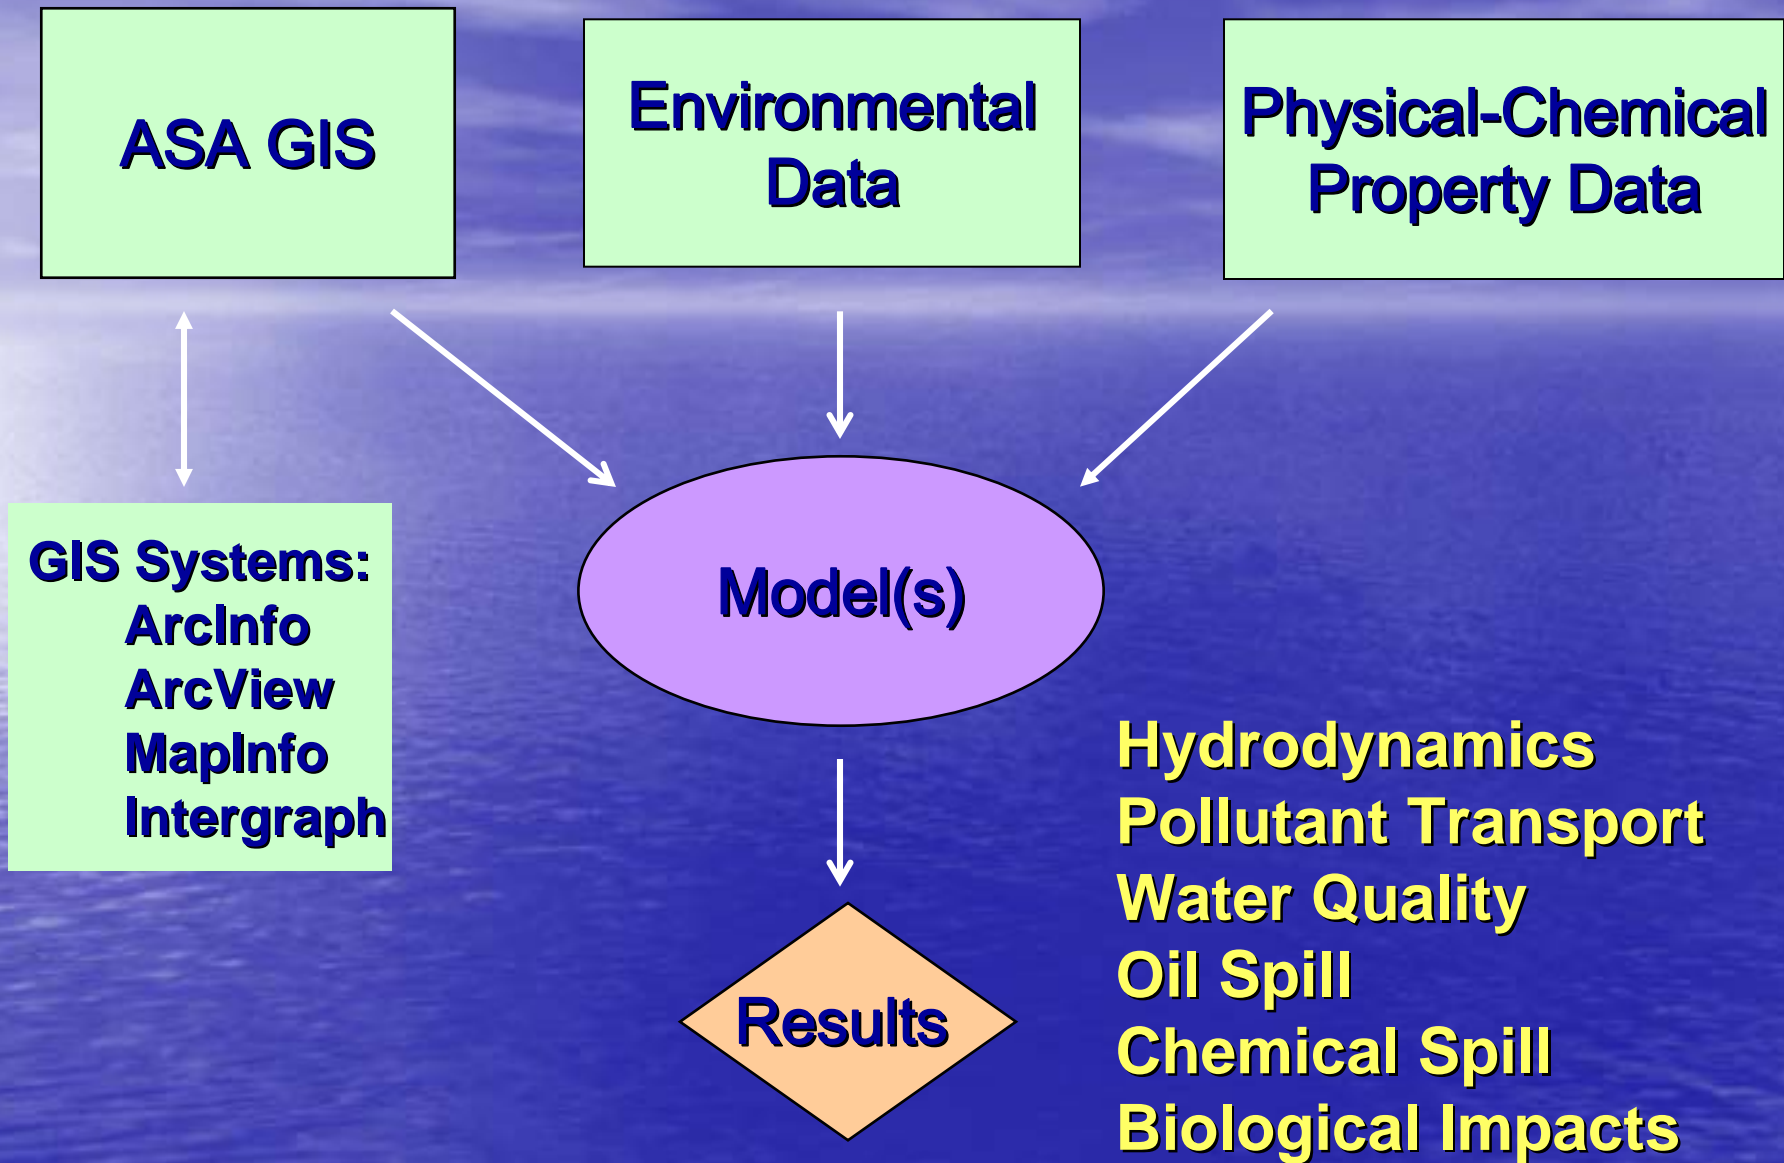 ASA GIS
Environmental
Data
Physical-Chemical
Property Data
GIS Systems:
ArcInfo
ArcView
MapInfo
Intergraph
Model(s)
Results
Hydrodynamics
Pollutant Transport
Water Quality
Oil Spill
Chemical Spill
Biological Impacts